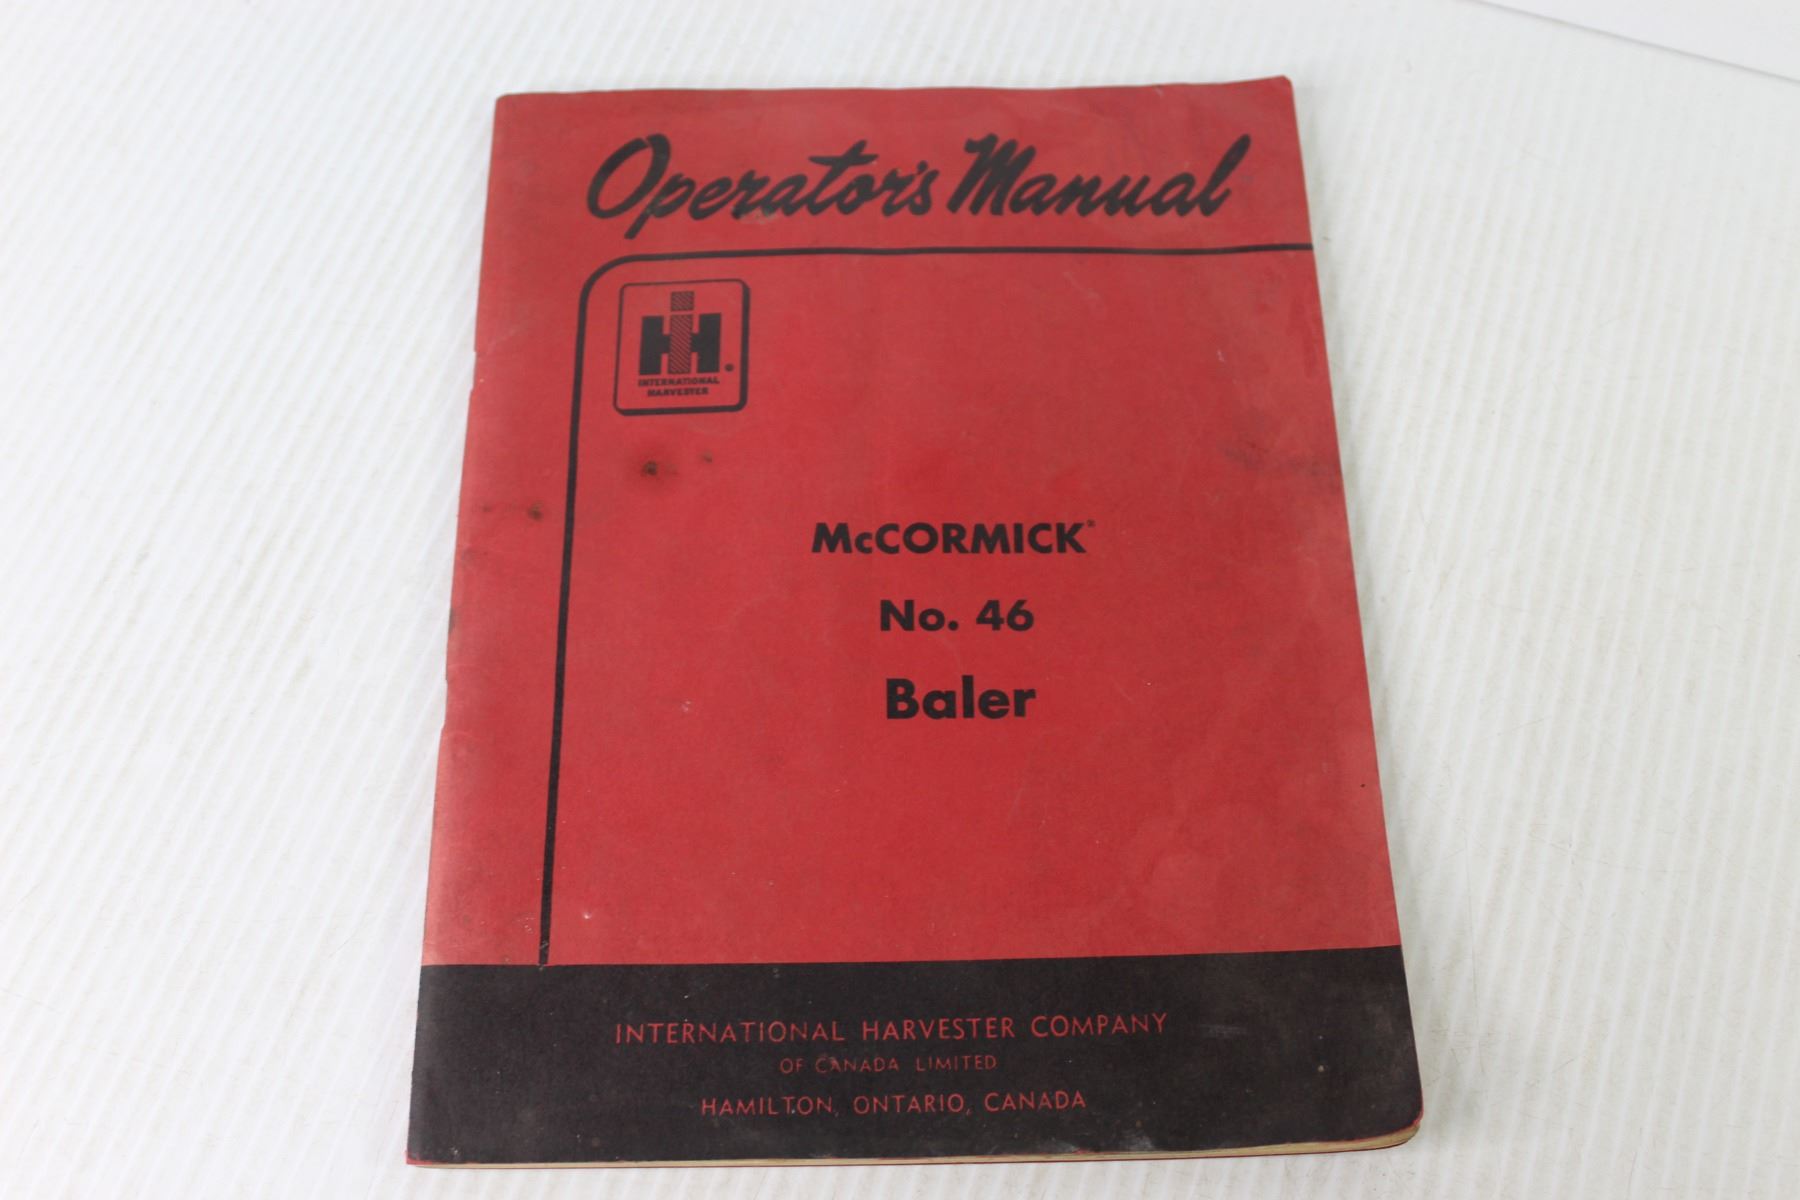 Operator's Manual
IH®
INTERNATIONAL
HARVESTER
McCORMICK®
No. 46
Baler
INTERNATIONAL HARVESTER COMPANY
OF CANADA LIMITED
HAMILTON, ONTARIO, CANADA